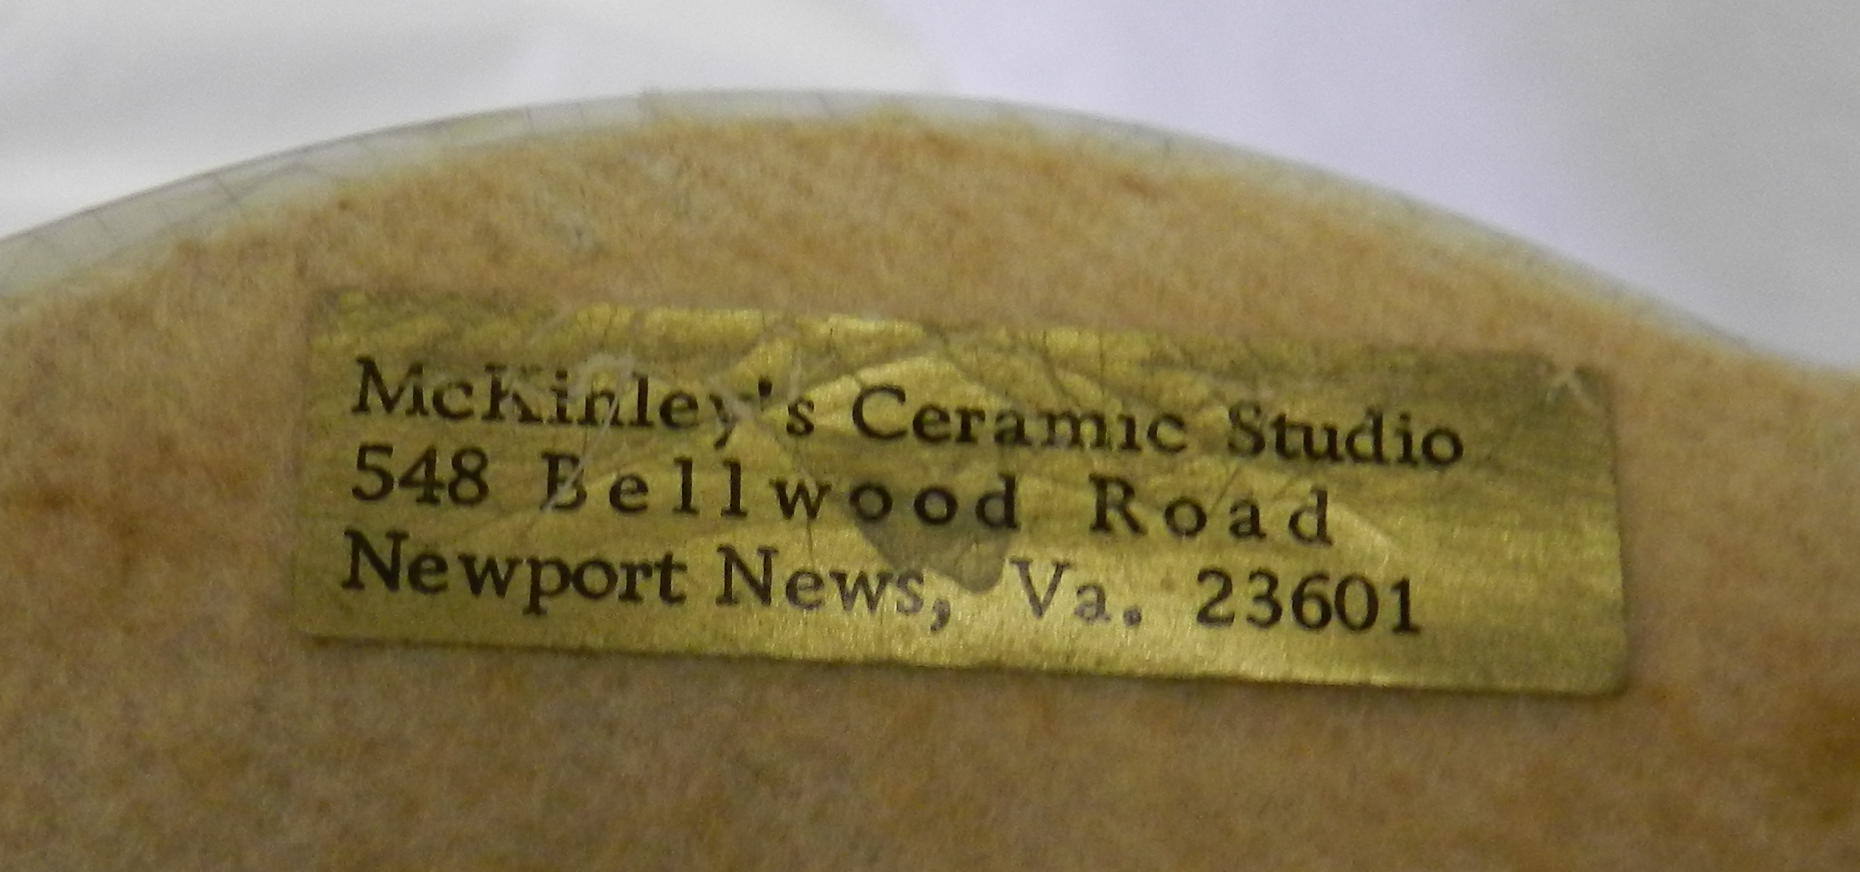 McKinley's Ceramic Studio
548 Bellwood Road
Newport News, Va. 23601